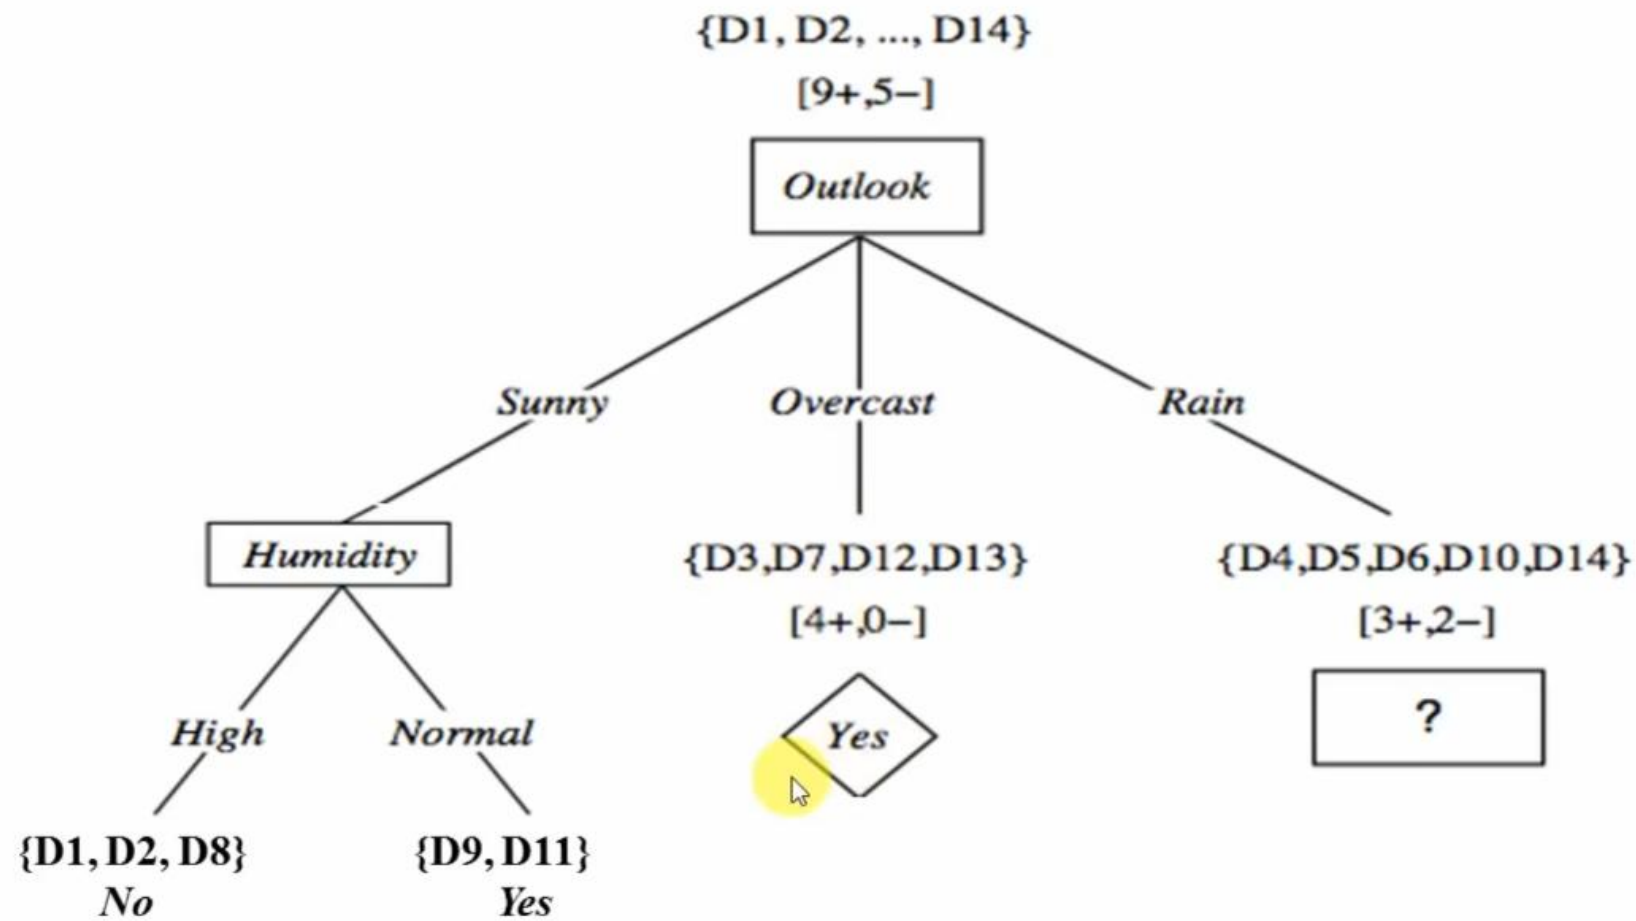 {D1, D2, ..., D14}
[9+,5−]
Outlook
Sunny
Overcast
Rain
Humidity
{D3,D7,D12,D13}
{D4,D5,D6,D10,D14}
[4+,0−]
[3+,2−]
High
Normal
Yes
?
{D1, D2, D8}
{D9, D11}
No
Yes